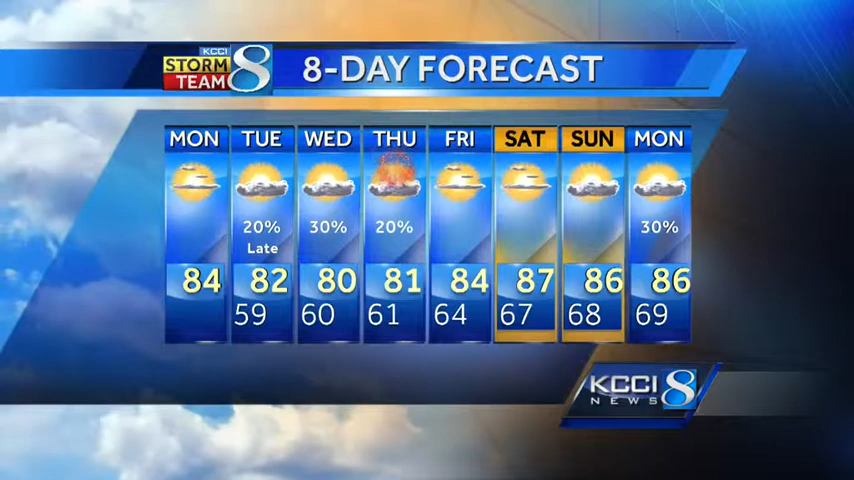 KCCI
STORM
TEAM 8
8-DAY FORECAST
MON TUE WED THU FRI SAT SUN MON
20% 30% 20% 30%
Late
84 82 80 81 84 87 86 86
59 60 61 64 67 68 69
KCCI 8
NEWS